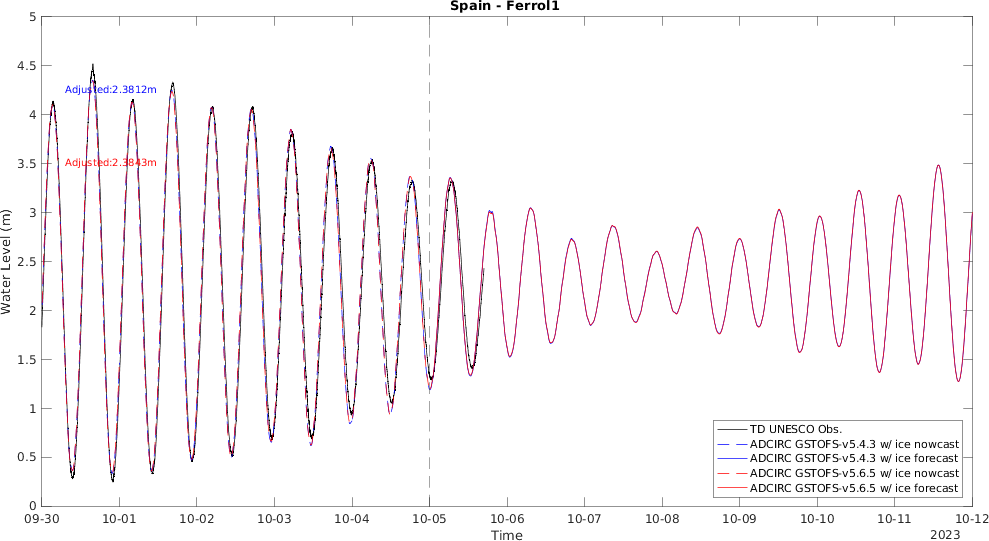 Spain - Ferrol1
5
4.5
4
3.5
3
2.5
2
1.5
1
0.5
0
Water Level (m)
Adjusted:2.3812m
Adjusted:2.3843m
TD UNESCO Obs.
ADCIRC GSTOFS-v5.4.3 w/ ice nowcast
ADCIRC GSTOFS-v5.4.3 w/ ice forecast
ADCIRC GSTOFS-v5.6.5 w/ ice nowcast
ADCIRC GSTOFS-v5.6.5 w/ ice forecast
09-30 10-01 10-02 10-03 10-04 10-05 10-06 10-07 10-08 10-09 10-10 10-11 10-12
Time
2023